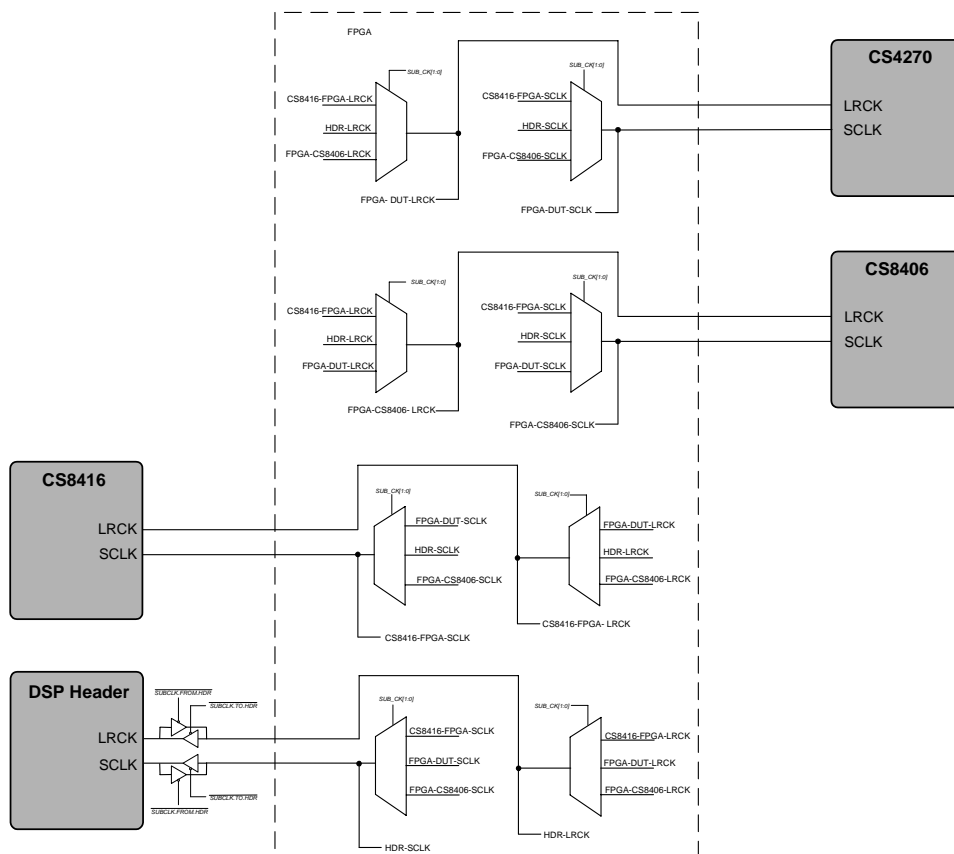 FPGA
CS4270
LRCK
SCLK
SUB_CK[1:0]
CS8416-FPGA-LRCK
HDR-LRCK
FPGA-CS8406-LRCK
FPGA- DUT-LRCK
SUB_CK[1:0]
CS8416-FPGA-SCLK
HDR-SCLK
FPGA-CS8406-SCLK
FPGA-DUT-SCLK
CS8406
LRCK
SCLK
SUB_CK[1:0]
CS8416-FPGA-LRCK
HDR-LRCK
FPGA-DUT-LRCK
FPGA-CS8406- LRCK
SUB_CK[1:0]
CS8416-FPGA-SCLK
HDR-SCLK
FPGA-DUT-SCLK
FPGA-CS8406-SCLK
CS8416
LRCK
SCLK
SUB_CK[1:0]
FPGA-DUT-SCLK
HDR-SCLK
FPGA-CS8406-SCLK
CS8416-FPGA-SCLK
SUB_CK[1:0]
FPGA-DUT-LRCK
HDR-LRCK
FPGA-CS8406-LRCK
CS8416-FPGA- LRCK
DSP Header
LRCK
SCLK
SUBCLK.FROM.HDR
SUBCLK.TO.HDR
SUBCLK.TO.HDR
SUBCLK.FROM.HDR
SUB_CK[1:0]
CS8416-FPGA-SCLK
FPGA-DUT-SCLK
FPGA-CS8406-SCLK
HDR-SCLK
SUB_CK[1:0]
CS8416-FPGA-LRCK
FPGA-DUT-LRCK
FPGA-CS8406-LRCK
HDR-LRCK